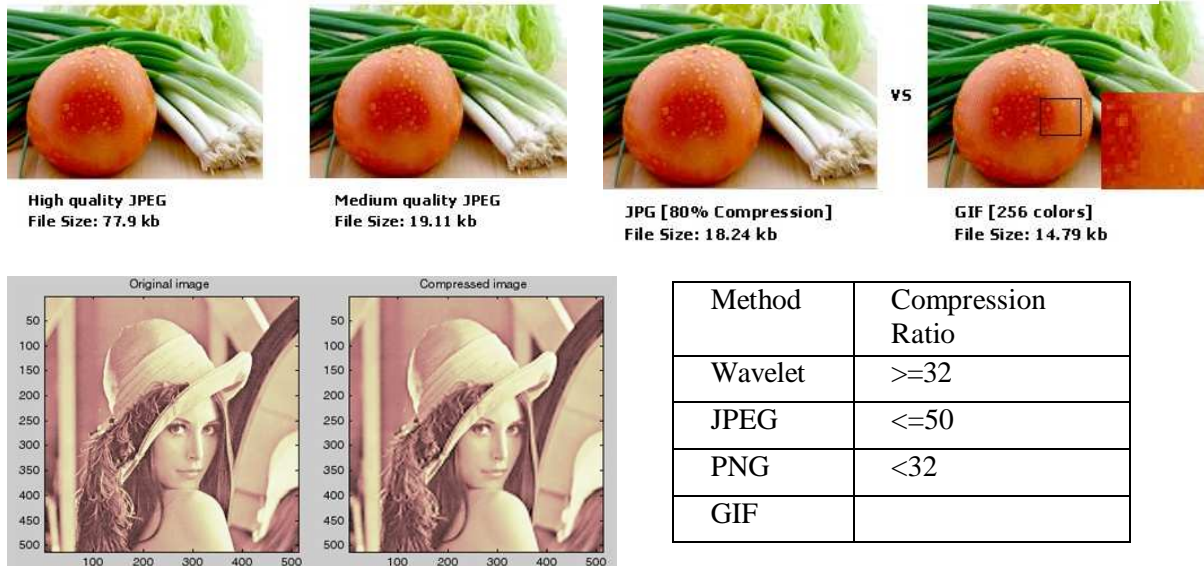 High quality JPEG
File Size: 77.9 kb
Medium quality JPEG
File Size: 19.11 kb
JPG [80% Compression]
File Size: 18.24 kb
VS
GIF [256 colors]
File Size: 14.79 kb
Original image
50
100
150
200
250
300
350
400
450
500
100 200 300 400 500
Compressed image
50
100
150
200
250
300
350
400
450
500
100 200 300 400 500
Method Compression
Ratio
Wavelet >=32
JPEG <=50
PNG <32
GIF